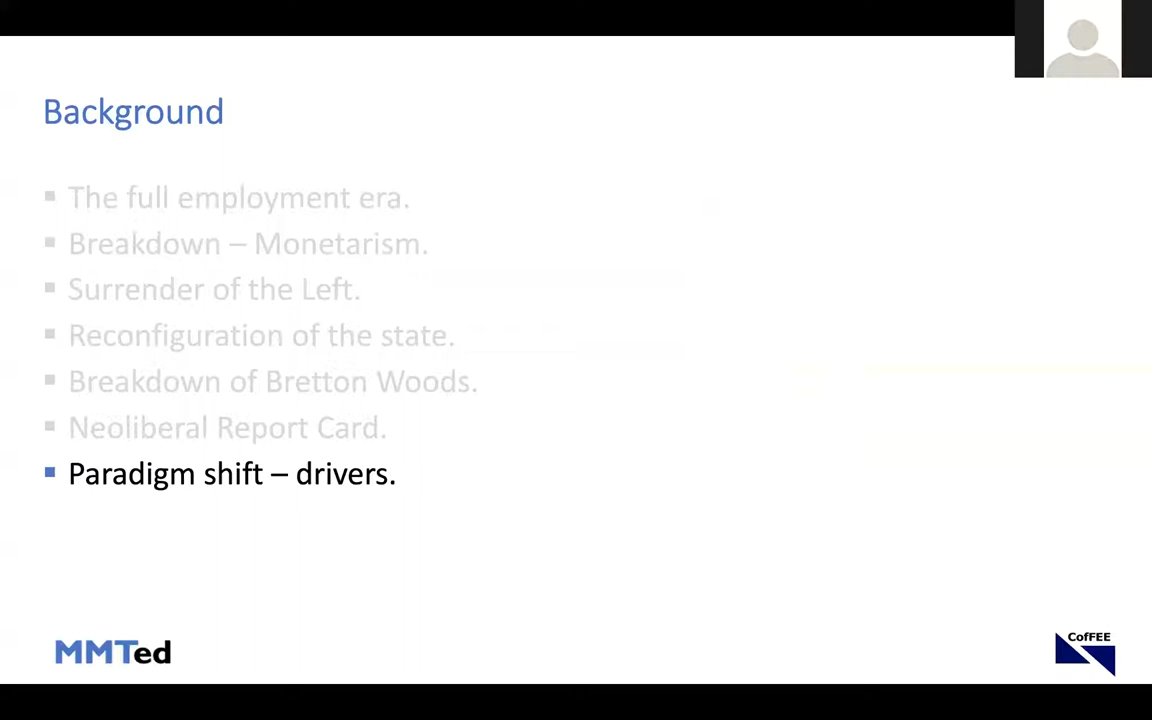 Background
▪ The full employment era.
▪ Breakdown – Monetarism.
▪ Surrender of the Left.
▪ Reconfiguration of the state.
▪ Breakdown of Bretton Woods.
▪ Neoliberal Report Card.
▪ Paradigm shift – drivers.
MMTed
CofFEE